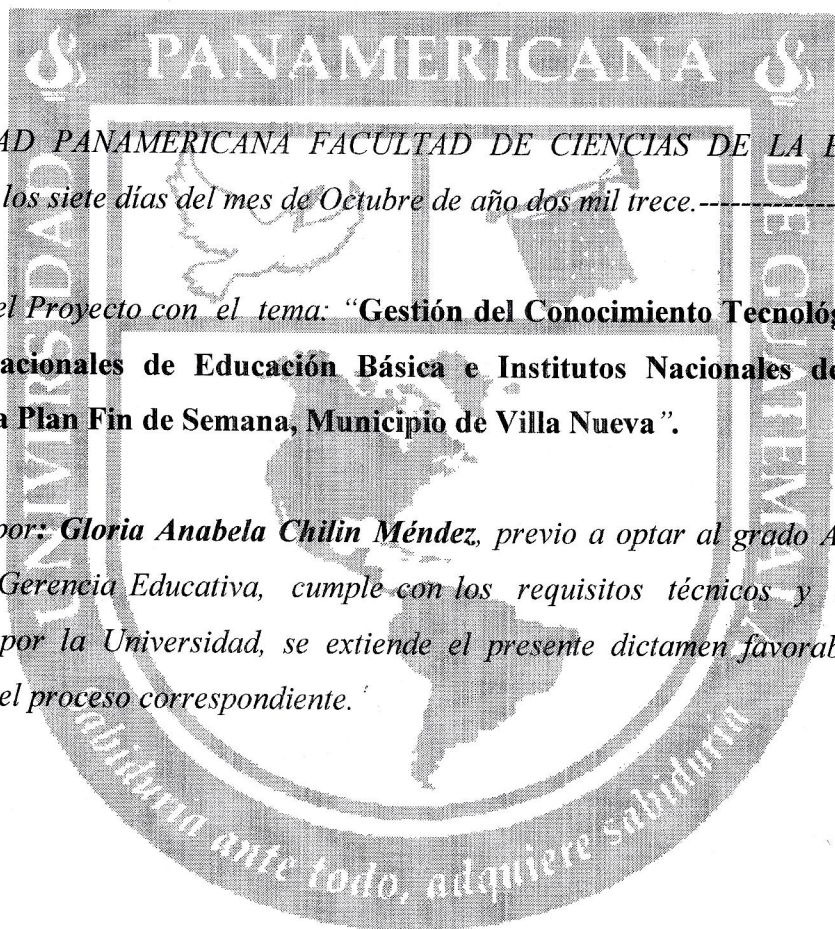 PANAMERICANA
AD PANAMERICANA FACULTAD DE CIENCIAS DE LA E
los siete días del mes de Octubre de año dos mil trece.-------------
el Proyecto con el tema: “Gestión del Conocimiento Tecnológ
acionales de Educación Básica e Institutos Nacionales de
a Plan Fin de Semana, Municipio de Villa Nueva”.
por: Gloria Anabela Chilin Méndez, previo a optar al grado A
Gerencia Educativa, cumple con los requisitos técnicos y
por la Universidad, se extiende el presente dictamen favorab
el proceso correspondiente.
UNIVERSIDAD
DE GUATEMALA
abiduria ante todo, adquiere sabiduria